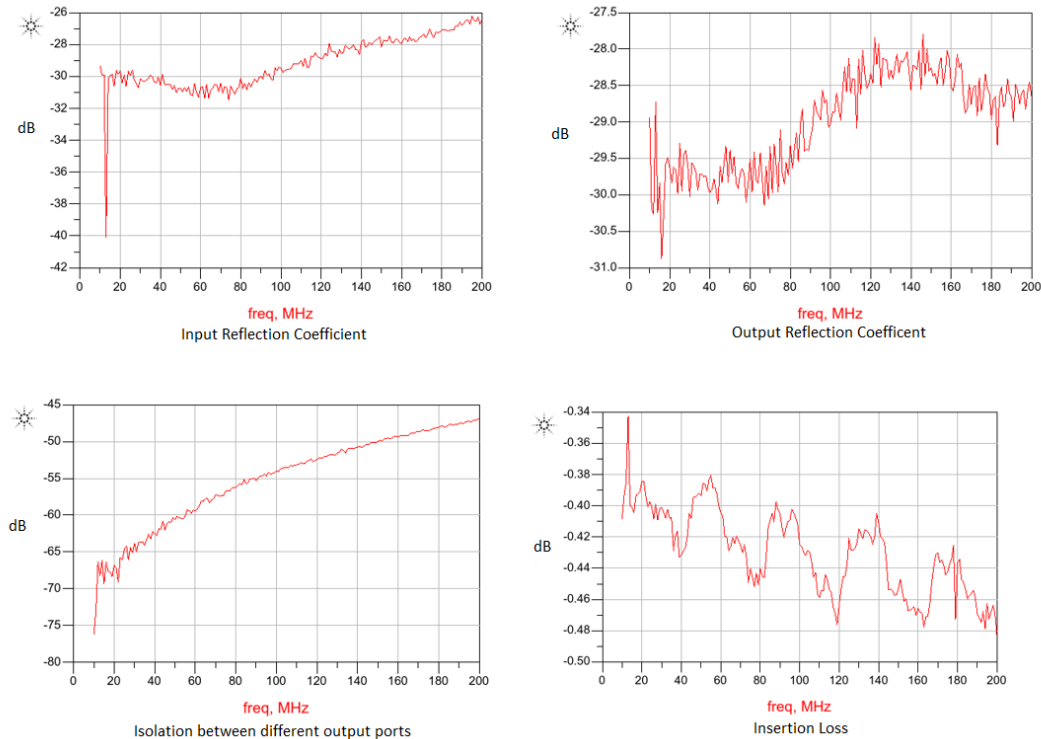 -26
-28
-30
-32
-34
-36
-38
-40
-42
dB
0 20 40 60 80 100 120 140 160 180 200
freq, MHz
Input Reflection Coefficient
-27.5
-28.0
-28.5
-29.0
-29.5
-30.0
-30.5
-31.0
dB
0 20 40 60 80 100 120 140 160 180 200
freq, MHz
Output Reflection Coefficent
-45
-50
-55
-60
-65
-70
-75
-80
dB
0 20 40 60 80 100 120 140 160 180 200
freq, MHz
Isolation between different output ports
-0.34
-0.36
-0.38
-0.40
-0.42
-0.44
-0.46
-0.48
-0.50
dB
0 20 40 60 80 100 120 140 160 180 200
freq, MHz
Insertion Loss